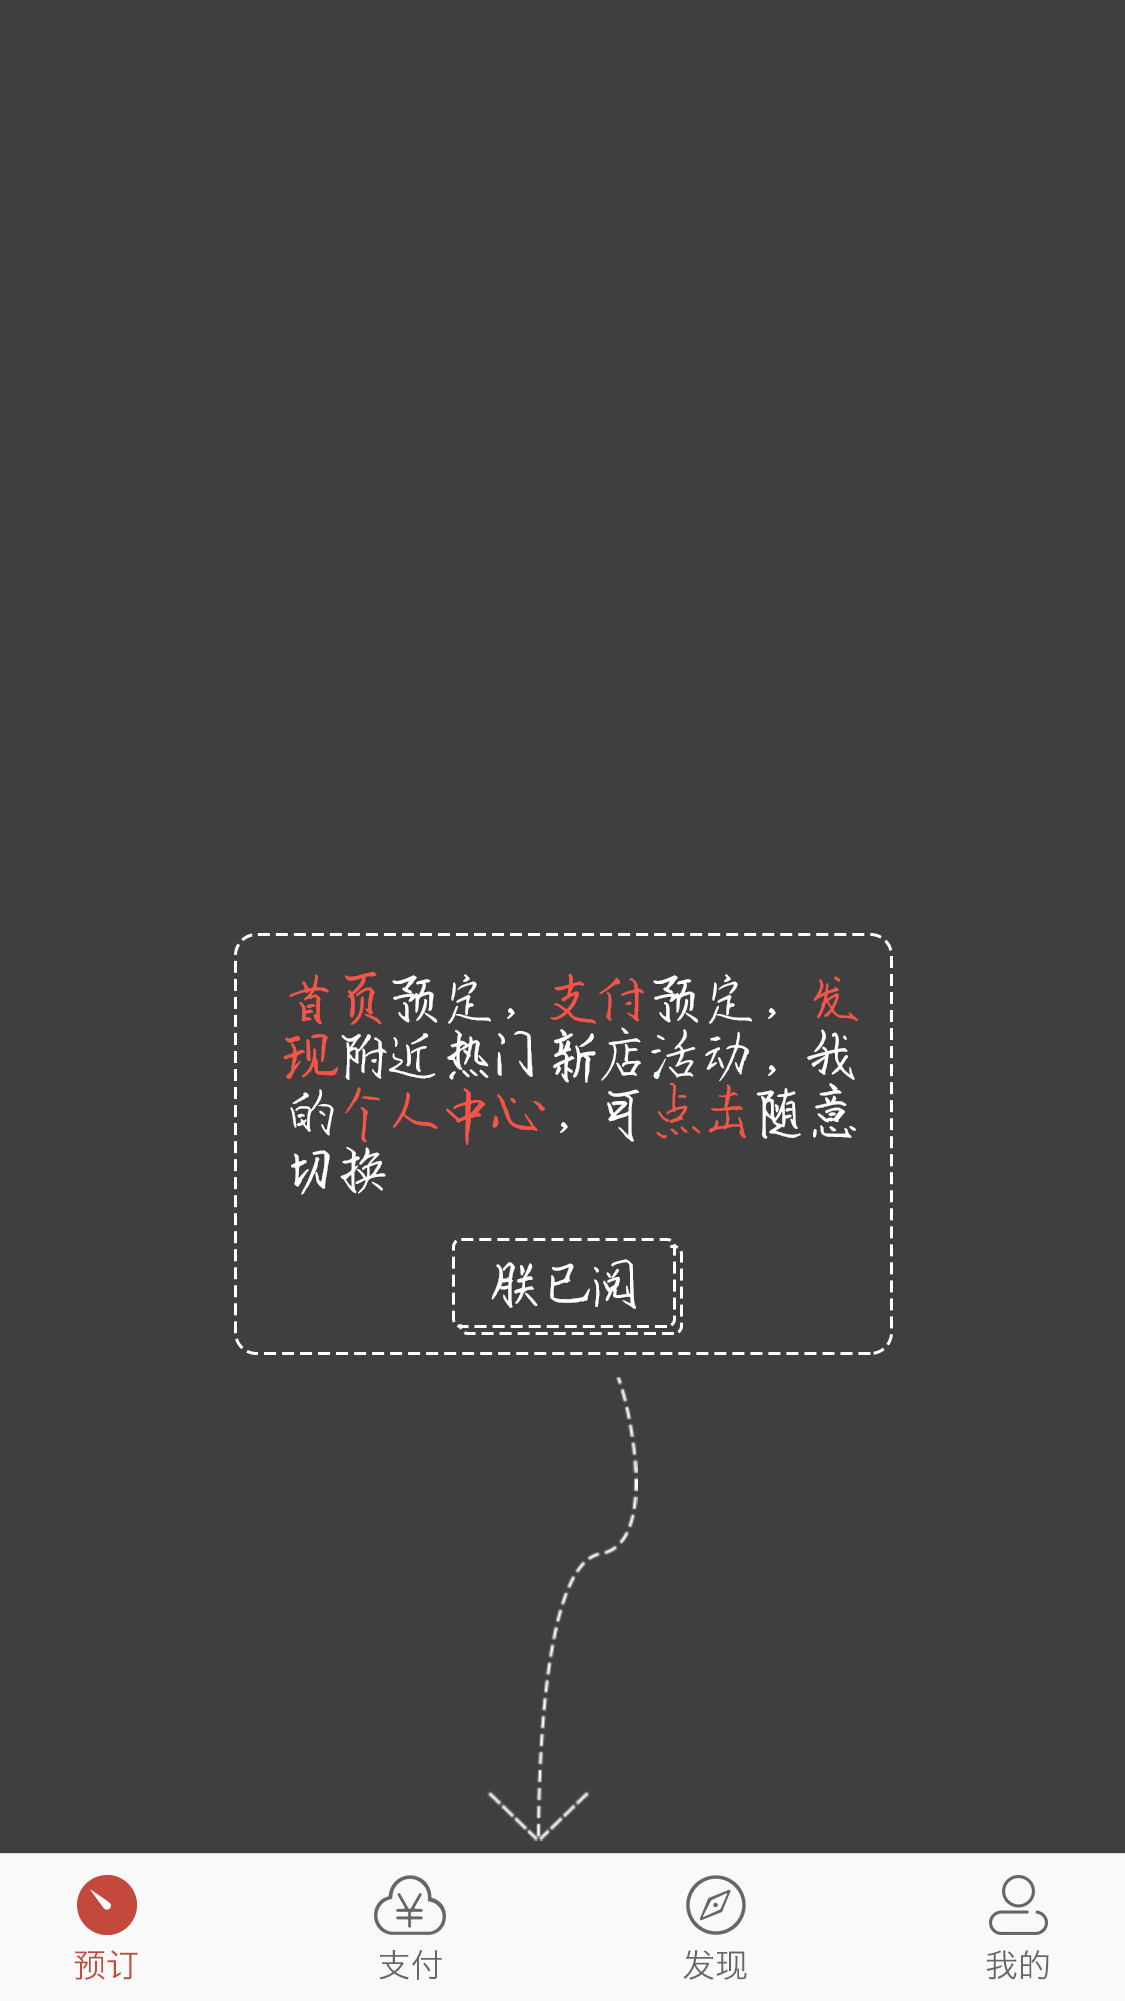 首页预定，支付预定，发
现附近热门新店活动，我
的个人中心，可点击随意
切换
朕已阅
预订
支付
发现
我的